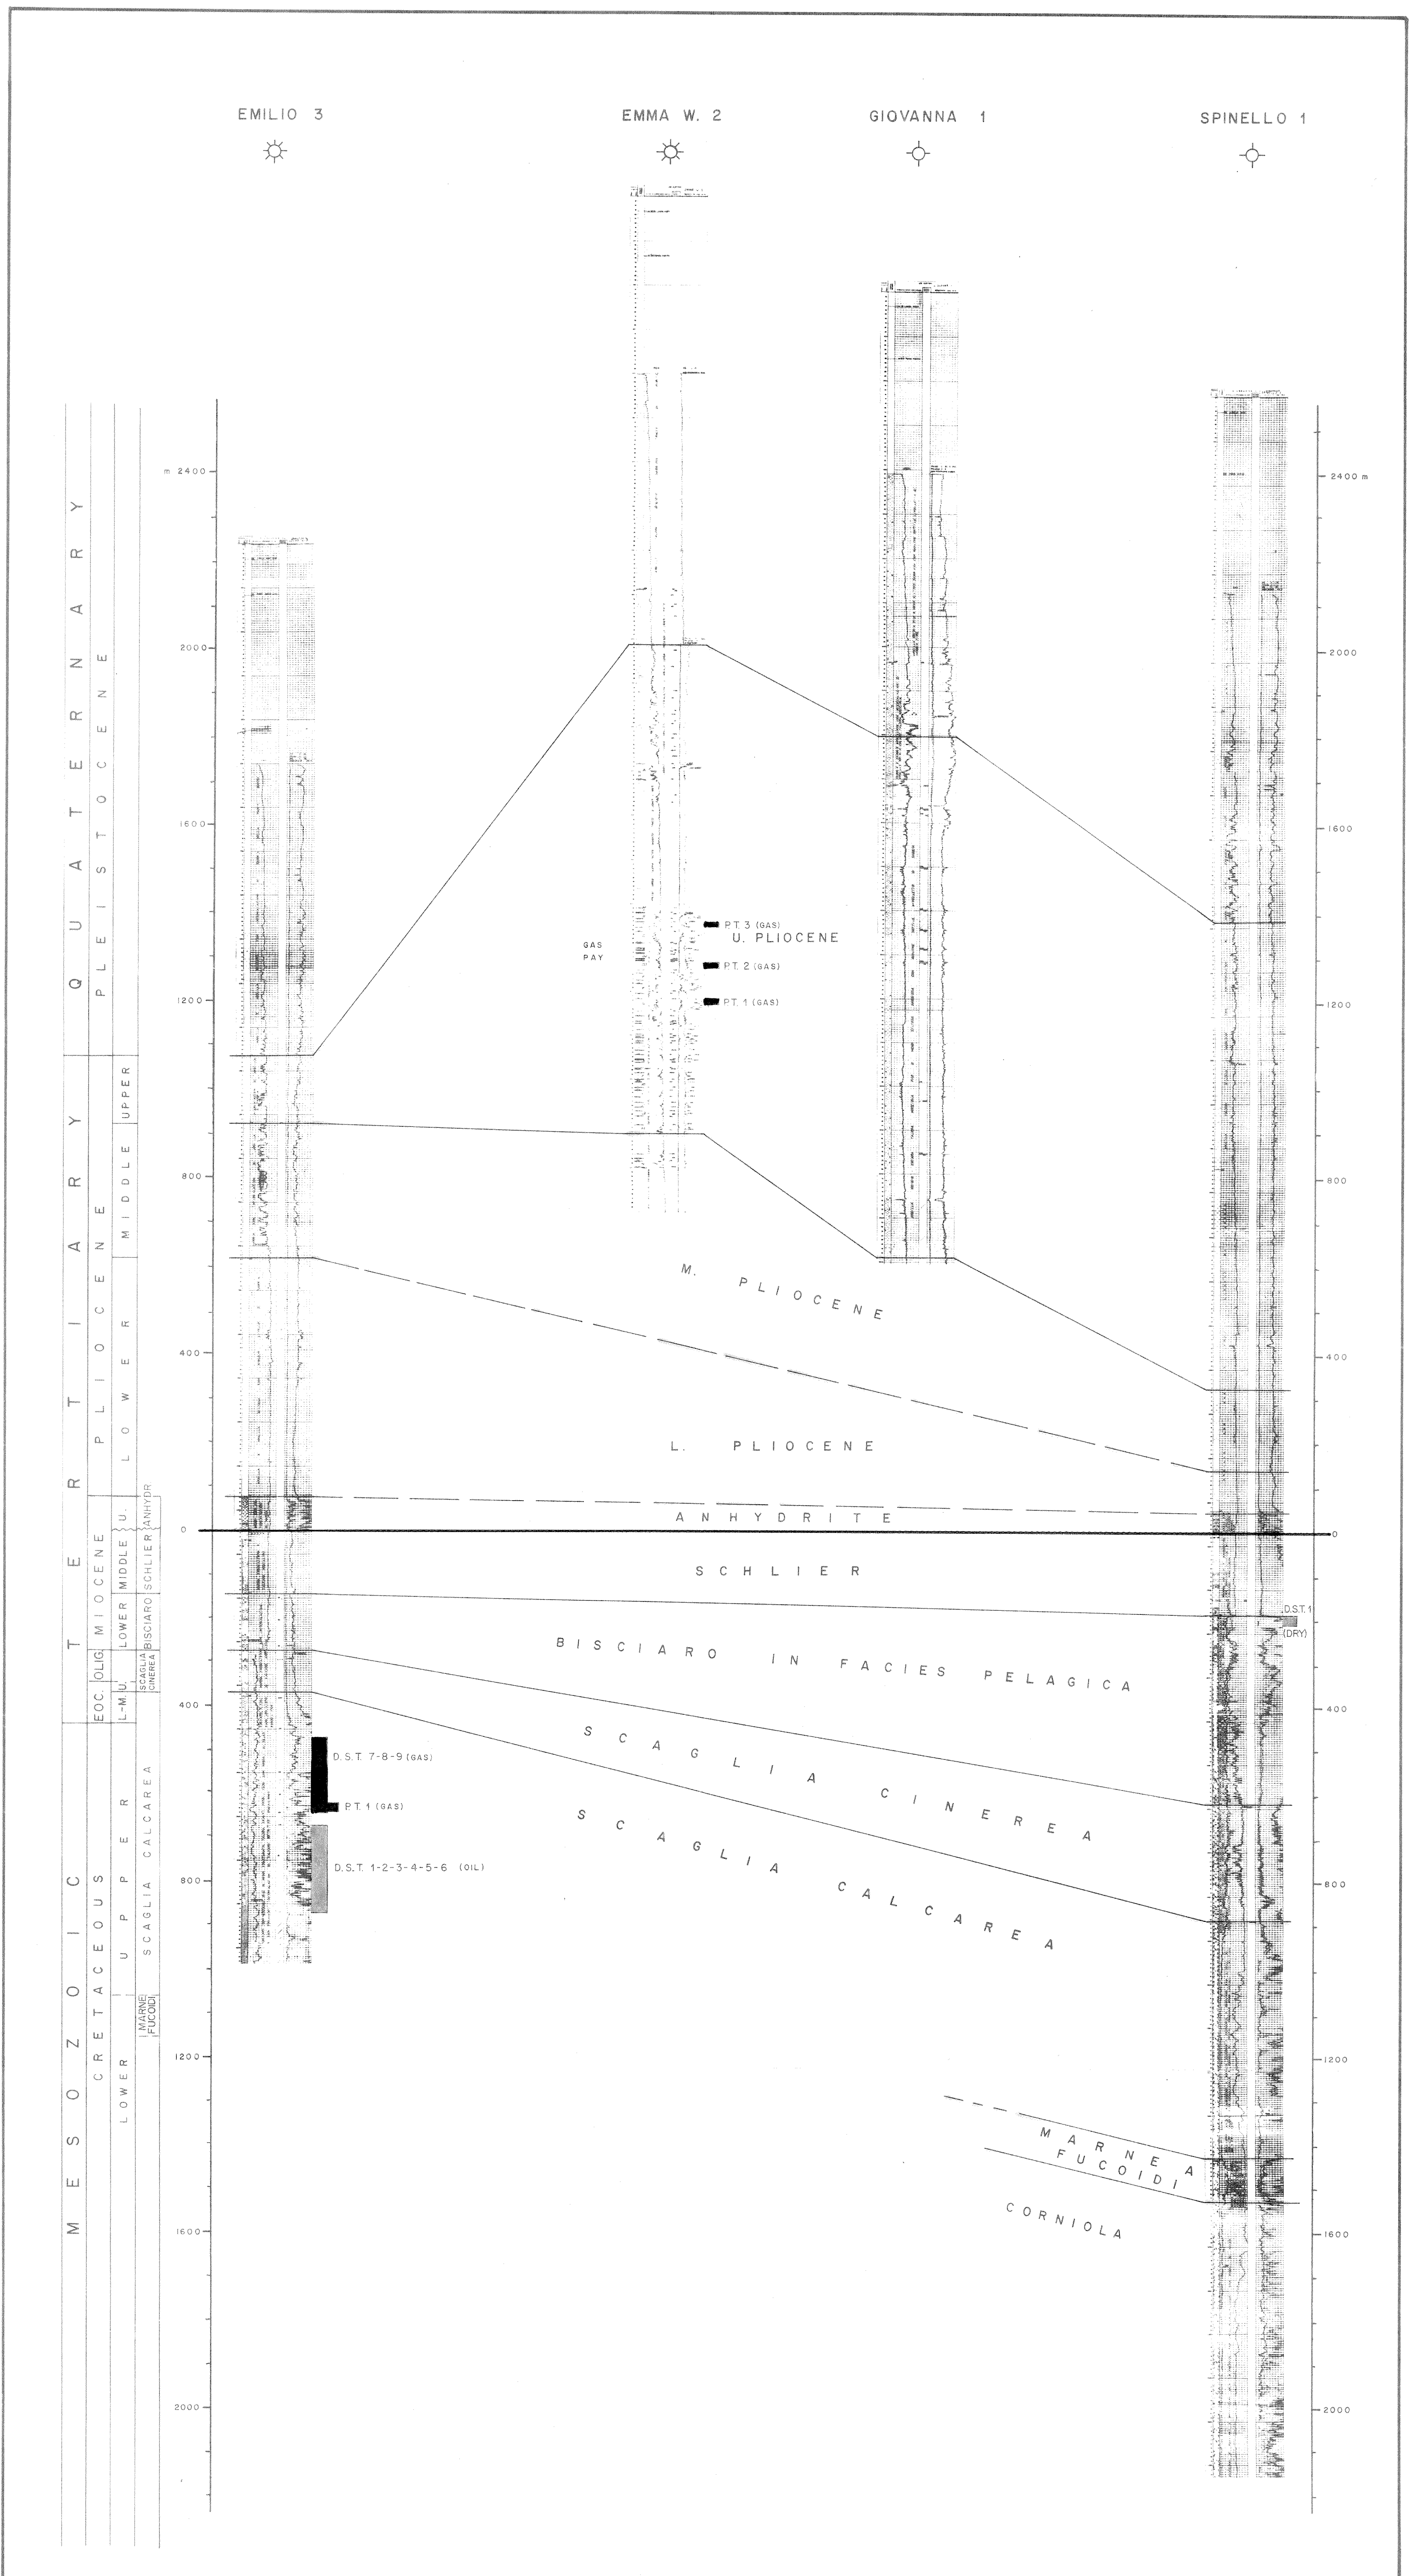 EMILIO 3
EMMA W. 2
GIOVANNA 1
SPINELLO 1
m 2400
2000
1600
1200
800
400
0
400
800
1200
1600
2000
2400 m
2000
1600
1200
800
400
0
400
800
1200
1600
2000
QUATERNARY
TERTIARY
MESOZOIC
PLEISTOCENE
PLIOCENE
MIOCENE
OLIG.
EOC.
CRETACEOUS
UPPER
MIDDLE
LOWER
U.
MIDDLE
LOWER
U.
L-M.
UPPER
LOWER
ANHYDR.
SCHLIER
BISCIARO
SCAGLIA
CINEREA
SCAGLIA CALCAREA
MARNE
FUCOIDI
GAS
PAY
P.T. 3 (GAS)
U. PLIOCENE
P.T. 2 (GAS)
P.T. 1 (GAS)
M. PLIOCENE
L. PLIOCENE
ANHYDRITE
SCHLIER
BISCIARO IN FACIES PELAGICA
SCAGLIA CINEREA
SCAGLIA CALCAREA
MARNE A
FUCOIDI
CORNIOLA
D.S.T. 7-8-9 (GAS)
P.T. 1 (GAS)
D.S.T. 1-2-3-4-5-6 (OIL)
D.S.T. 1
(DRY)